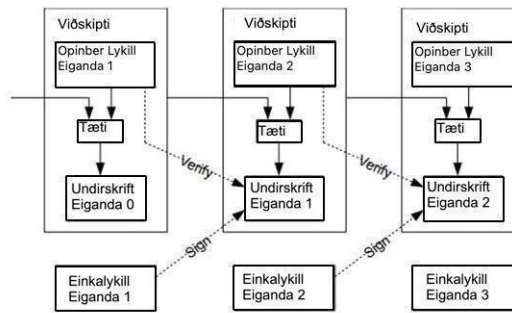 Viðskipti
Opinber Lykill
Eiganda 1
Tæti
Undirskrift
Eiganda 0
Viðskipti
Opinber Lykill
Eiganda 2
Tæti
Verify
Undirskrift
Eiganda 1
Viðskipti
Opinber Lykill
Eiganda 3
Tæti
Verify
Undirskrift
Eiganda 2
Einkalykill
Eiganda 1
Sign
Einkalykill
Eiganda 2
Sign
Einkalykill
Eiganda 3